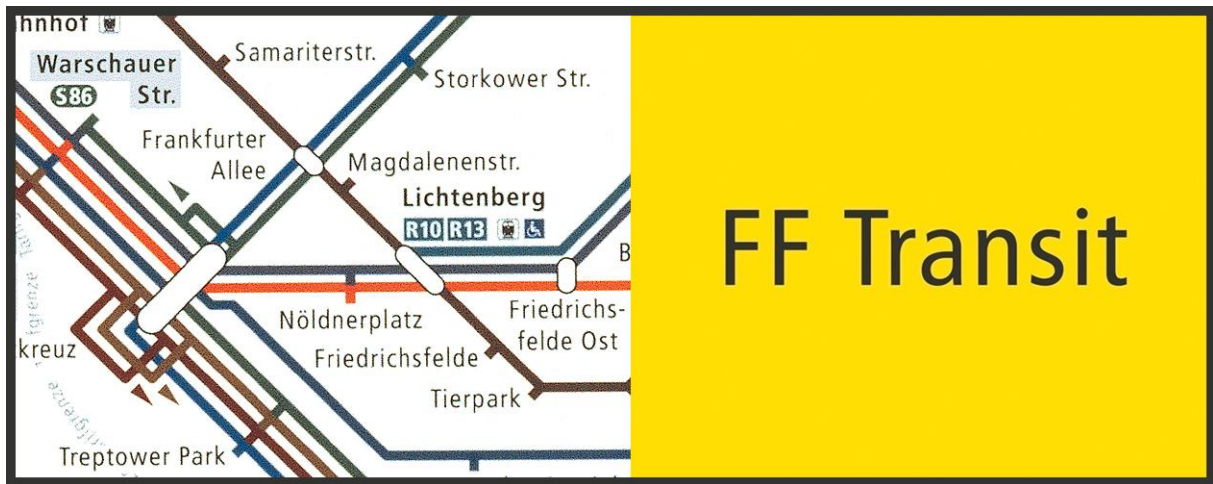 hnhof
Samariterstr.
Warschauer
Str.
S86
Storkower Str.
Frankfurter
Allee
Magdalenenstr.
Lichtenberg
R10 R13
B
Nöldnerplatz
Friedrichs-
felde Ost
kreuz
Friedrichsfelde
Tierpark
Treptower Park
fgrenze
FF Transit